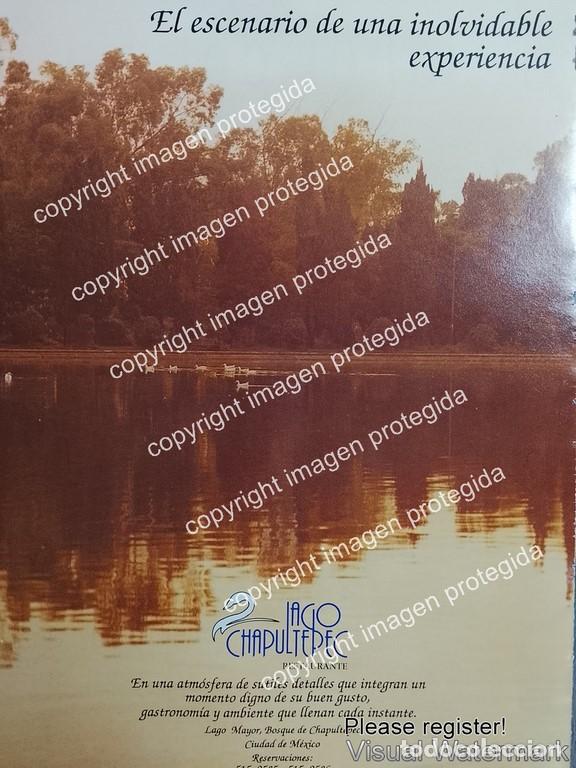 El escenario de una inolvidable
experiencia
copyright imagen protegida
copyright imagen protegida
copyright imagen protegida
copyright imagen protegida
copyright imagen protegida
copyright imagen protegida
copyright imagen protegida
LAGO
CHAPULTEPEC
RESTAURANTE
En una atmósfera de sutiles detalles que integran un
momento digno de su buen gusto,
gastronomía y ambiente que llenan cada instante.
Lago Mayor, Bosque de Chapultepec
Ciudad de México
Reservaciones:
Please register!
Visual Watermark
todocoleccion